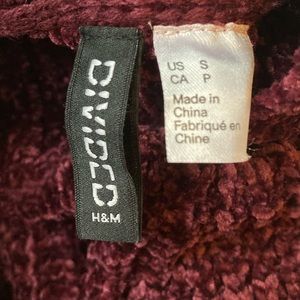 DIVIDED
H&M
US S
CA P
Made in
China
Fabriqué en
Chine